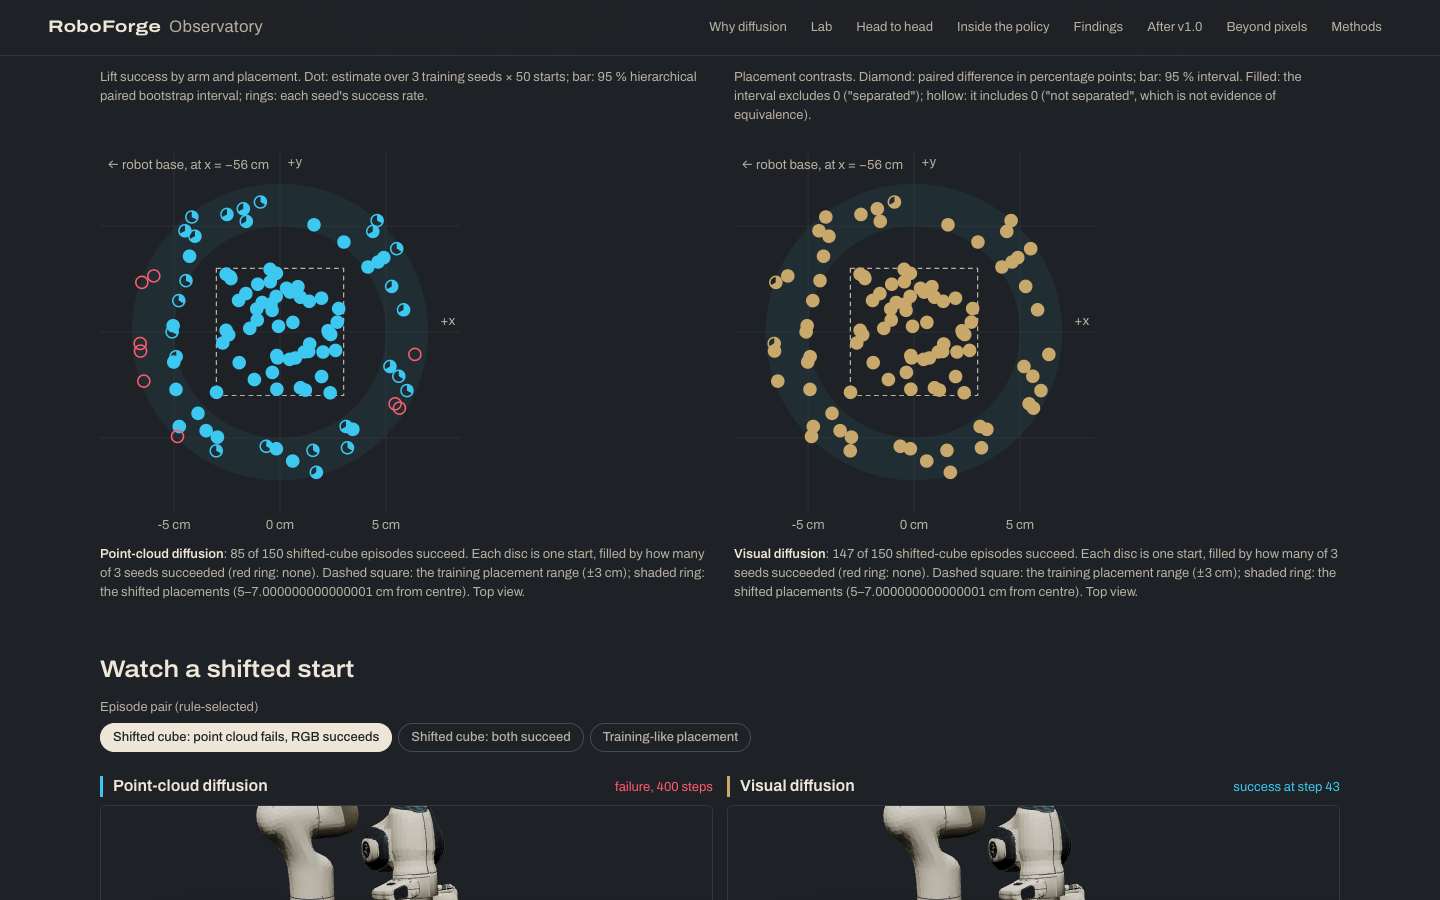 RoboForge Observatory
Why diffusion Lab Head to head Inside the policy Findings After v1.0 Beyond pixels Methods
Lift success by arm and placement. Dot: estimate over 3 training seeds × 50 starts; bar: 95 % hierarchical
paired bootstrap interval; rings: each seed's success rate.
Placement contrasts. Diamond: paired difference in percentage points; bar: 95 % interval. Filled: the
interval excludes 0 ("separated"); hollow: it includes 0 ("not separated", which is not evidence of
equivalence).
← robot base, at x = −56 cm +y
+x
-5 cm 0 cm 5 cm
← robot base, at x = −56 cm +y
+x
-5 cm 0 cm 5 cm
Point-cloud diffusion: 85 of 150 shifted-cube episodes succeed. Each disc is one start, filled by how many
of 3 seeds succeeded (red ring: none). Dashed square: the training placement range (±3 cm); shaded ring:
the shifted placements (5–7.000000000000001 cm from centre). Top view.
Visual diffusion: 147 of 150 shifted-cube episodes succeed. Each disc is one start, filled by how many of 3
seeds succeeded (red ring: none). Dashed square: the training placement range (±3 cm); shaded ring: the
shifted placements (5–7.000000000000001 cm from centre). Top view.
Watch a shifted start
Episode pair (rule-selected)
Shifted cube: point cloud fails, RGB succeeds Shifted cube: both succeed Training-like placement
Point-cloud diffusion failure, 400 steps
Visual diffusion success at step 43